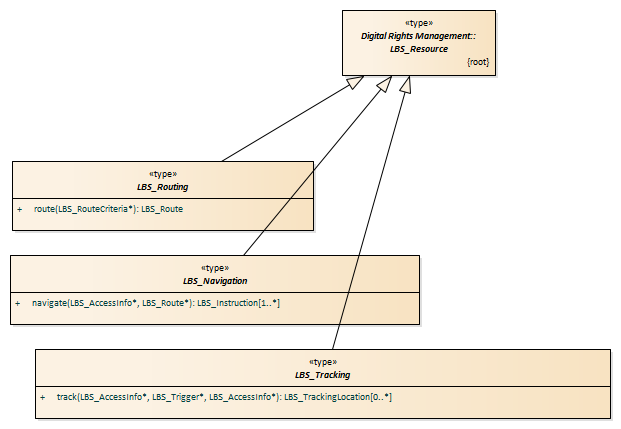 «type»
Digital Rights Management::
LBS_Resource
{root}
«type»
LBS_Routing
+ route(LBS_RouteCriteria*): LBS_Route
«type»
LBS_Navigation
+ navigate(LBS_AccessInfo*, LBS_Route*): LBS_Instruction[1..*]
«type»
LBS_Tracking
+ track(LBS_AccessInfo*, LBS_Trigger*, LBS_AccessInfo*): LBS_TrackingLocation[0..*]